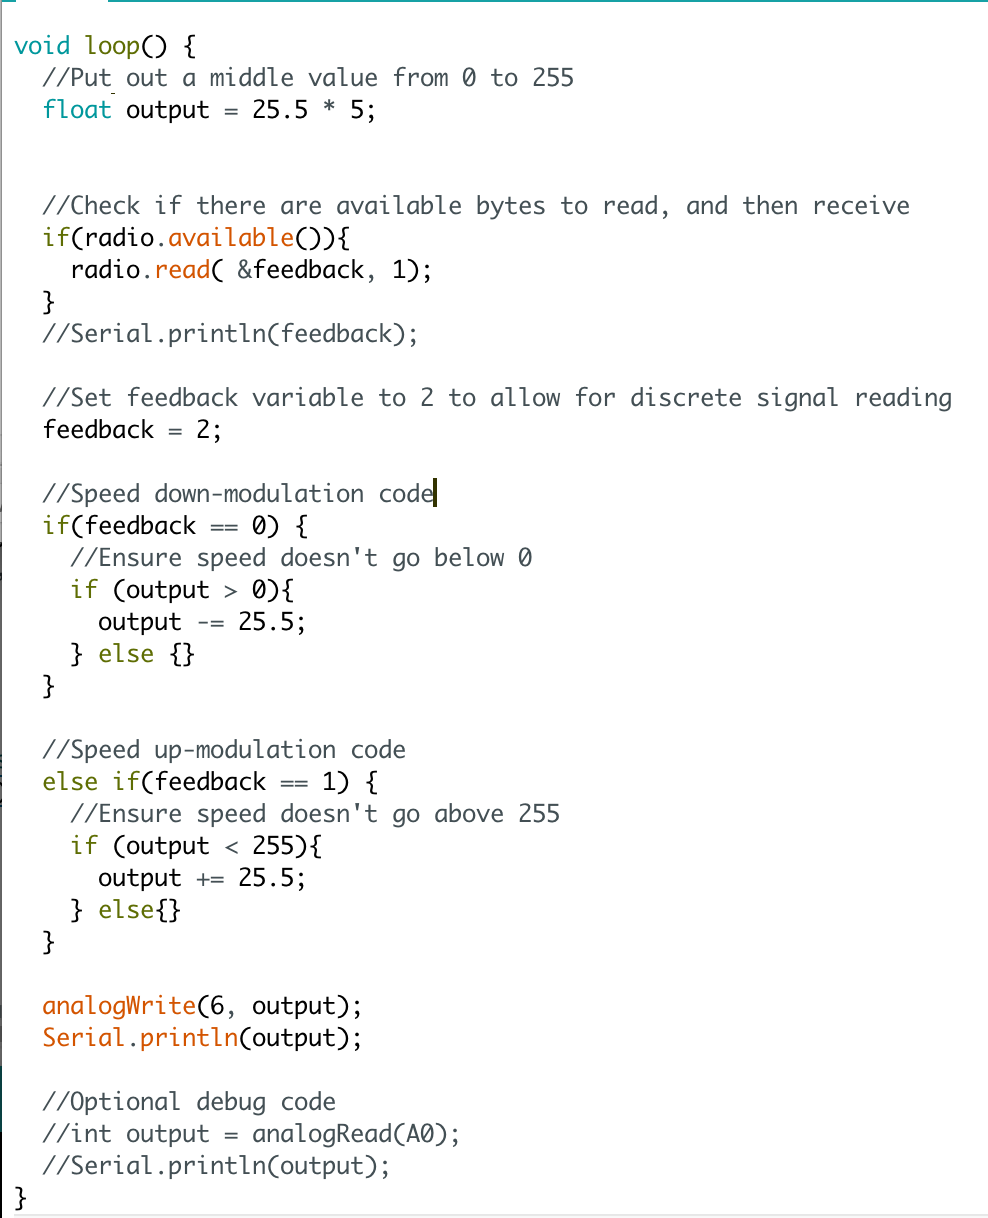 void loop() {
  //Put out a middle value from 0 to 255
  float output = 25.5 * 5;
  //Check if there are available bytes to read, and then receive
  if(radio.available()){
    radio.read( &feedback, 1);
  }
  //Serial.println(feedback);
  //Set feedback variable to 2 to allow for discrete signal reading
  feedback = 2;
  //Speed down-modulation code
  if(feedback == 0) {
    //Ensure speed doesn't go below 0
    if (output > 0){
      output -= 25.5;
    } else {}
  }
  //Speed up-modulation code
  else if(feedback == 1) {
    //Ensure speed doesn't go above 255
    if (output < 255){
      output += 25.5;
    } else{}
  }
  analogWrite(6, output);
  Serial.println(output);
  //Optional debug code
  //int output = analogRead(A0);
  //Serial.println(output);
}